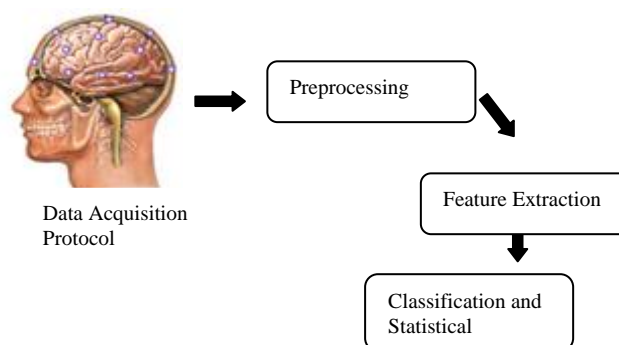 Preprocessing
Data Acquisition
Protocol
Feature Extraction
Classification and
Statistical